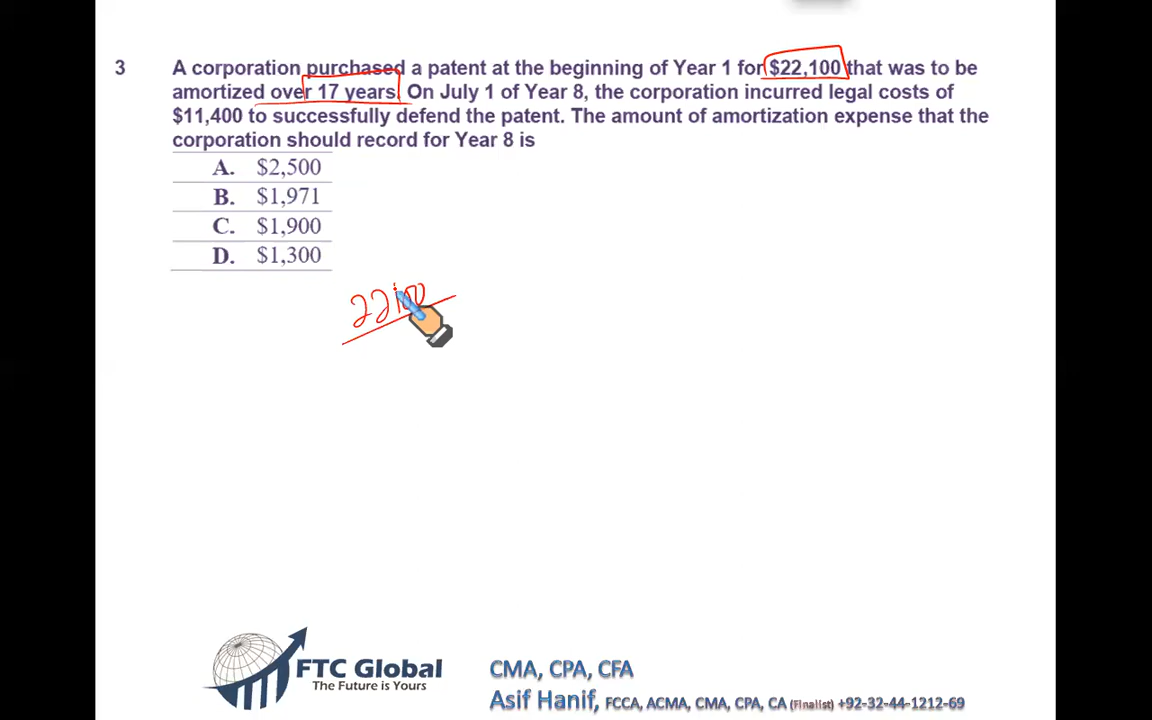 3 A corporation purchased a patent at the beginning of Year 1 for $22,100 that was to be
amortized over 17 years. On July 1 of Year 8, the corporation incurred legal costs of
$11,400 to successfully defend the patent. The amount of amortization expense that the
corporation should record for Year 8 is
A. $2,500
B. $1,971
C. $1,900
D. $1,300
22100
FTC Global
The Future is Yours
CMA, CPA, CFA
Asif Hanif, FCCA, ACMA, CMA, CPA, CA (Finalist) +92-32-44-1212-69